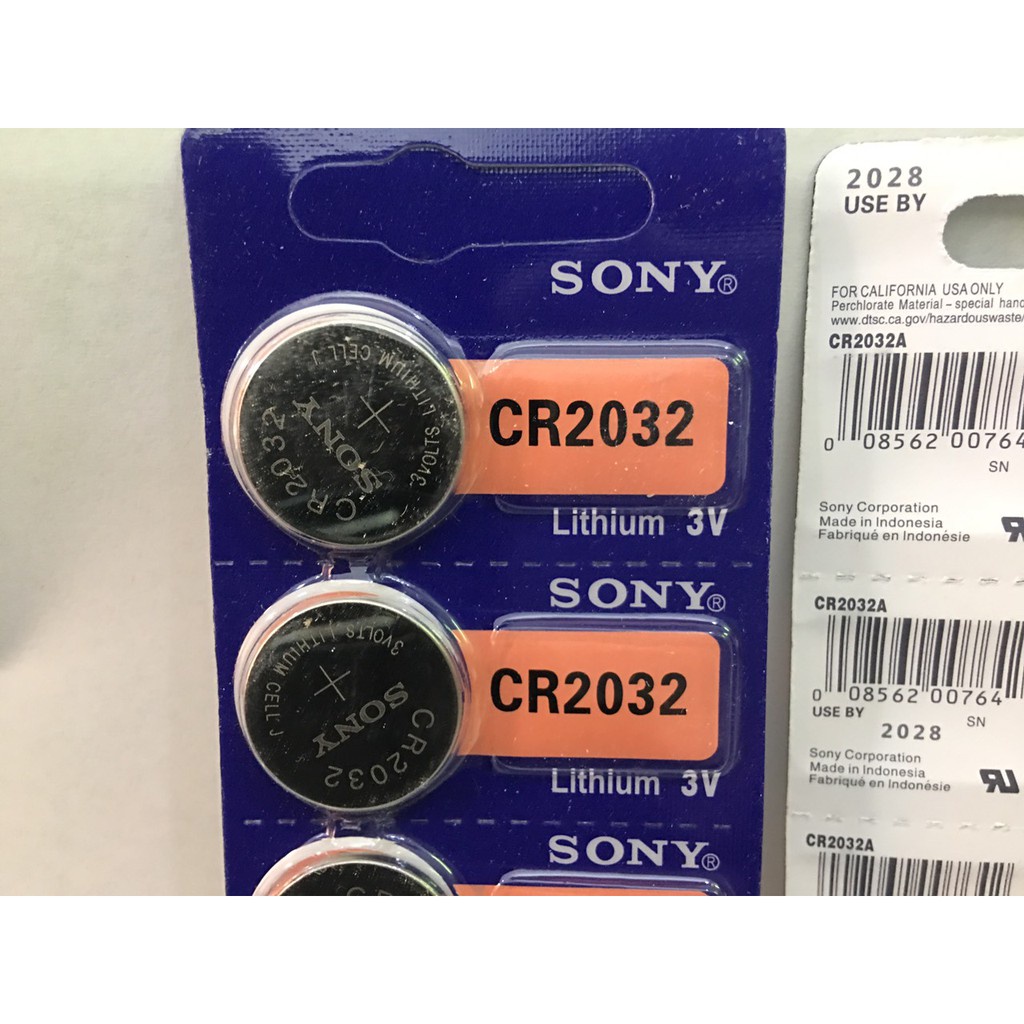 SONY®
CR2032
Lithium 3V
3VOLTS LITHIUM CELL
SONY
CR2032
SONY®
CR2032
Lithium 3V
3VOLTS LITHIUM CELL J
SONY
CR2032
SONY®
2028
USE BY
FOR CALIFORNIA USA ONLY
Perchlorate Material – special hand
www.dtsc.ca.gov/hazardouswaste/
CR2032A
0 08562 00764
SN
Sony Corporation
Made in Indonesia
Fabriqué en Indonésie
CR2032A
0 08562 00764
USE BY
SN
2028
Sony Corporation
Made in Indonesia
Fabriqué en Indonésie
CR2032A